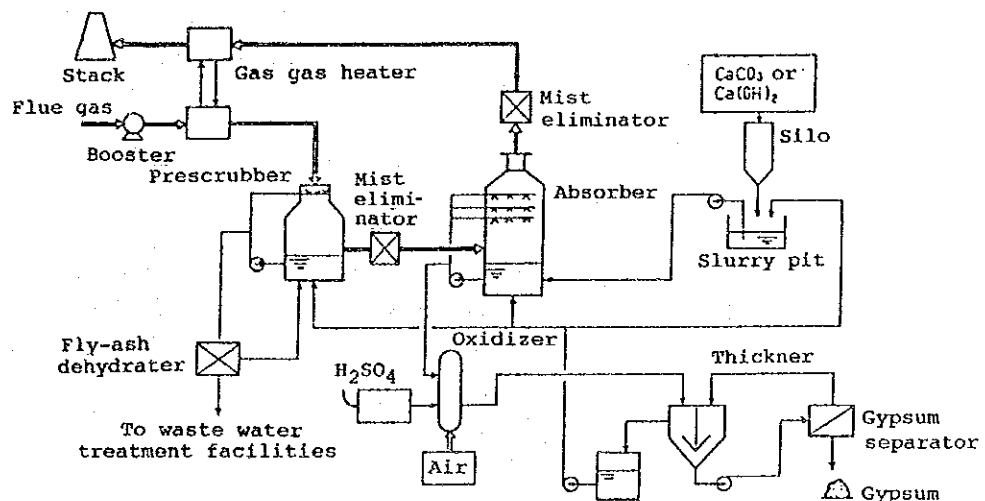 Stack
Gas gas heater
Flue gas
Booster
Prescrubber
Mist
elimi-
nator
Mist
eliminator
Absorber
CaCO3 or
Ca(OH)2
Silo
Slurry pit
Fly-ash
dehydrater
To waste water
treatment facilities
H2SO4
Oxidizer
Air
Thickner
Gypsum
separator
Gypsum